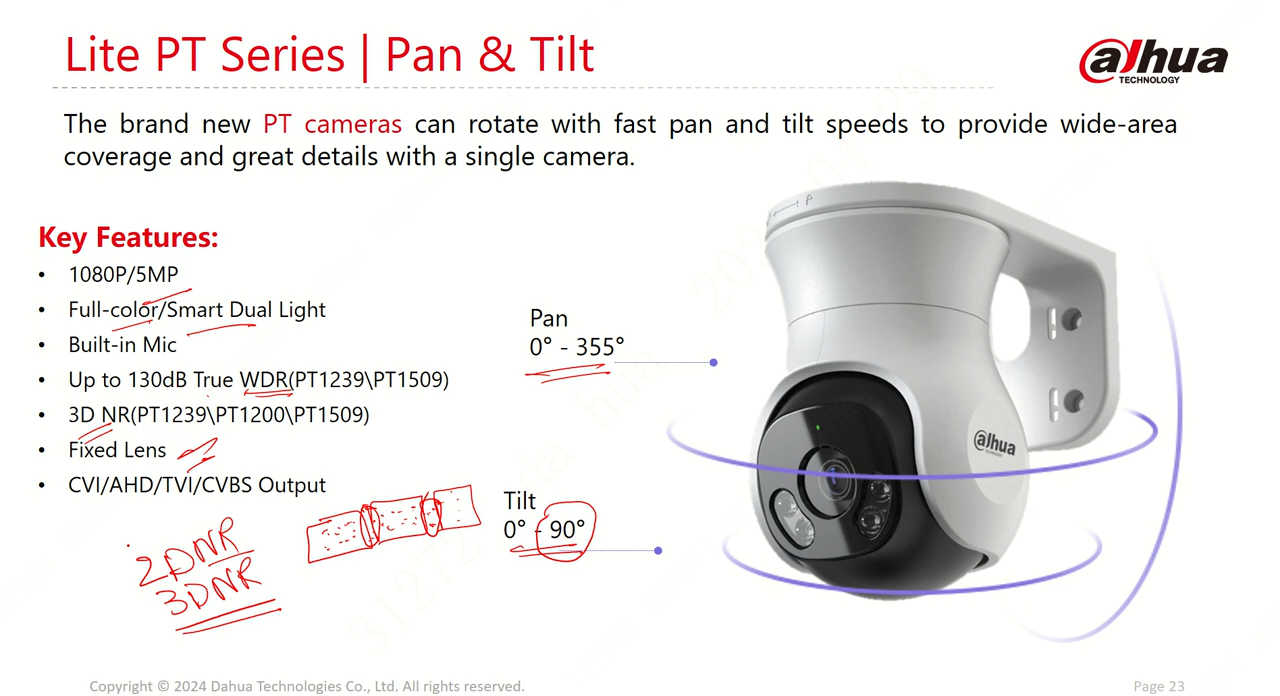 Lite PT Series | Pan & Tilt
alhua
TECHNOLOGY
The brand new PT cameras can rotate with fast pan and tilt speeds to provide wide-area
coverage and great details with a single camera.
Key Features:
• 1080P/5MP
• Full-color/Smart Dual Light
• Built-in Mic
• Up to 130dB True WDR(PT1239\PT1509)
• 3D NR(PT1239\PT1200\PT1509)
• Fixed Lens
• CVI/AHD/TVI/CVBS Output
Pan
0° - 355°
alhua
TECHNOLOGY
Tilt
0° - 90°
2DNR
3DNR
Copyright © 2024 Dahua Technologies Co., Ltd. All rights reserved.
Page 23